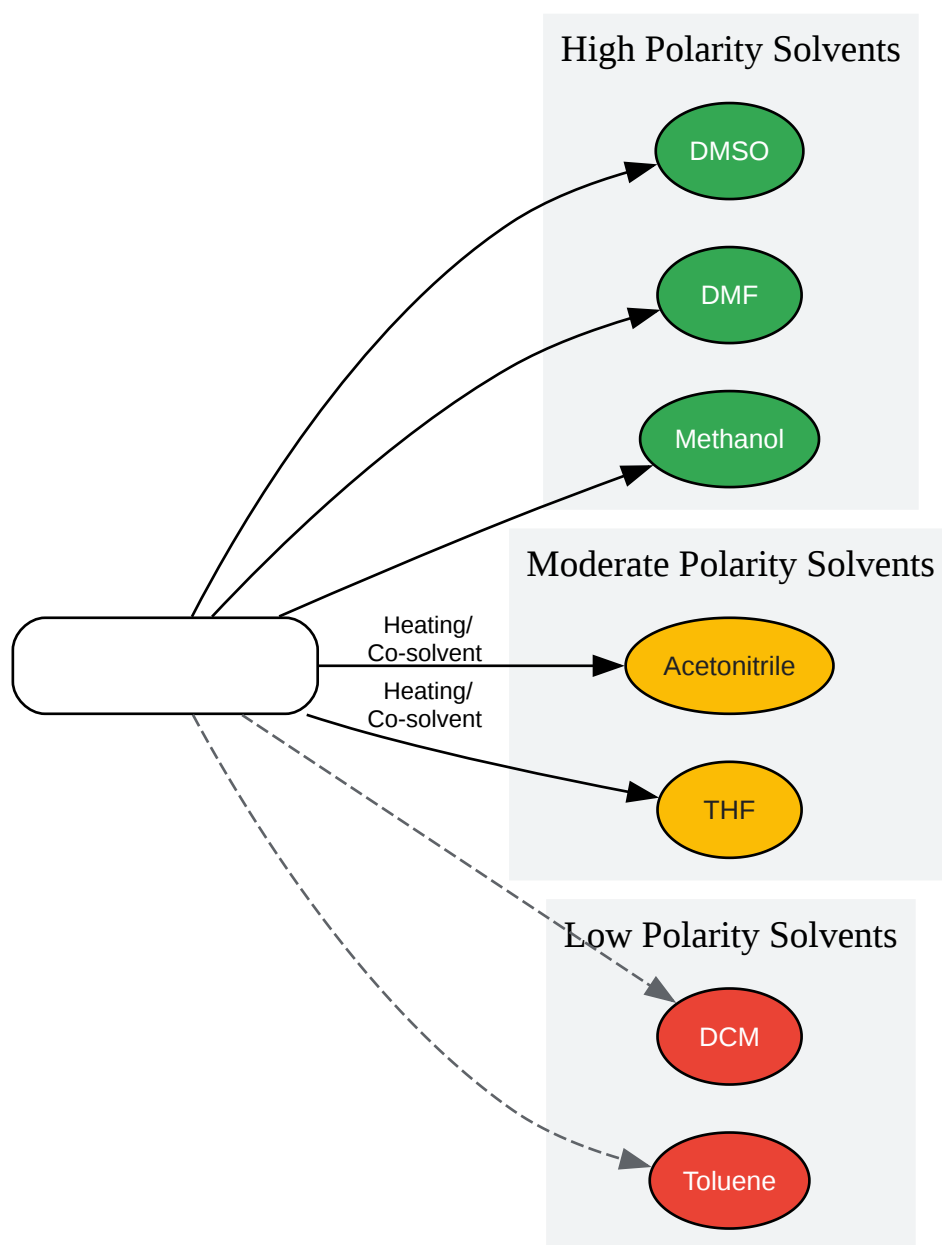 High Polarity Solvents
DMSO
DMF
Methanol
Moderate Polarity Solvents
Heating/
Co-solvent
Acetonitrile
Heating/
Co-solvent
THF
Low Polarity Solvents
DCM
Toluene